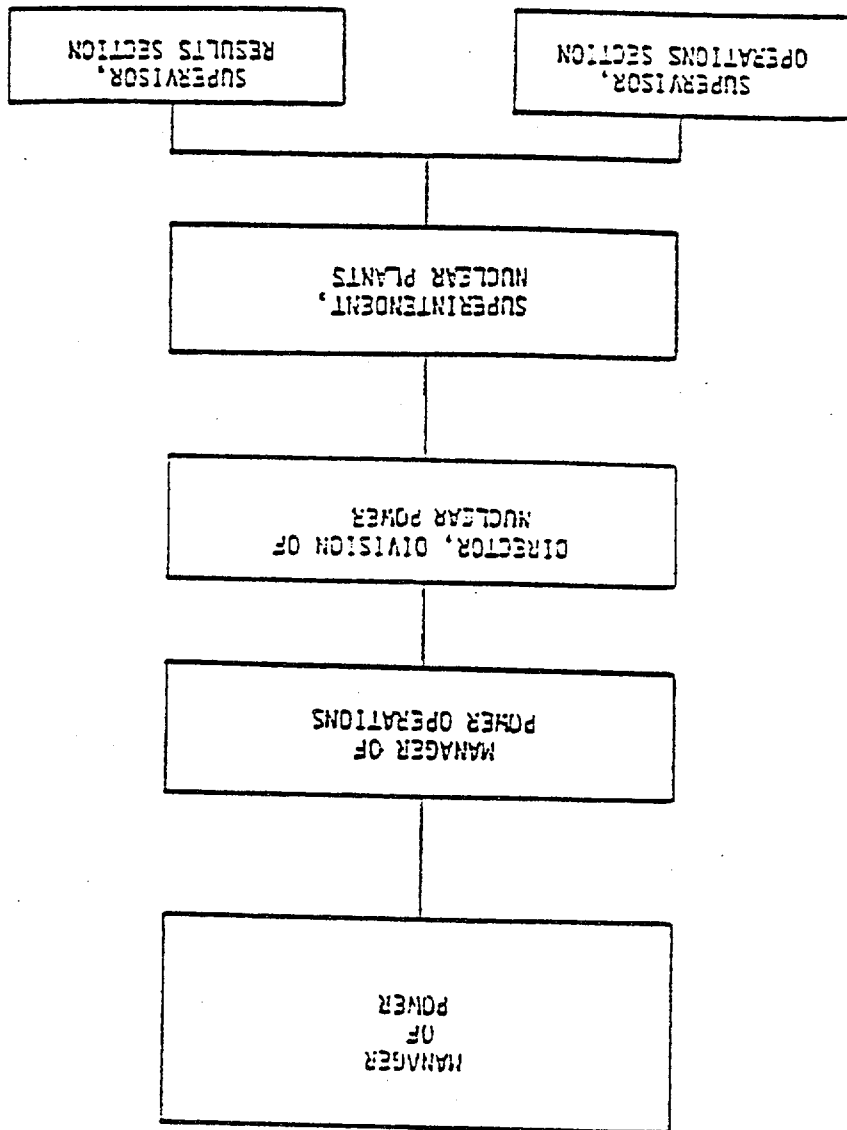 MANAGER
OF
POWER
MANAGER OF
POWER OPERATIONS
DIRECTOR, DIVISION OF
NUCLEAR POWER
SUPERINTENDENT,
NUCLEAR PLANTS
SUPERVISOR,
OPERATIONS SECTION
SUPERVISOR,
RESULTS SECTION